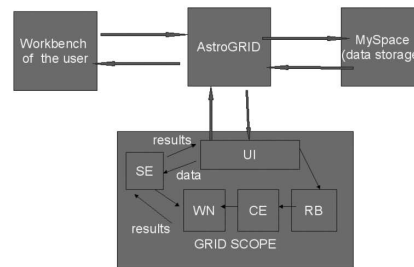 Workbench
of the user
AstroGRID
MySpace
(data storage
results
UI
SE
data
WN
CE
RB
results
GRID SCOPE